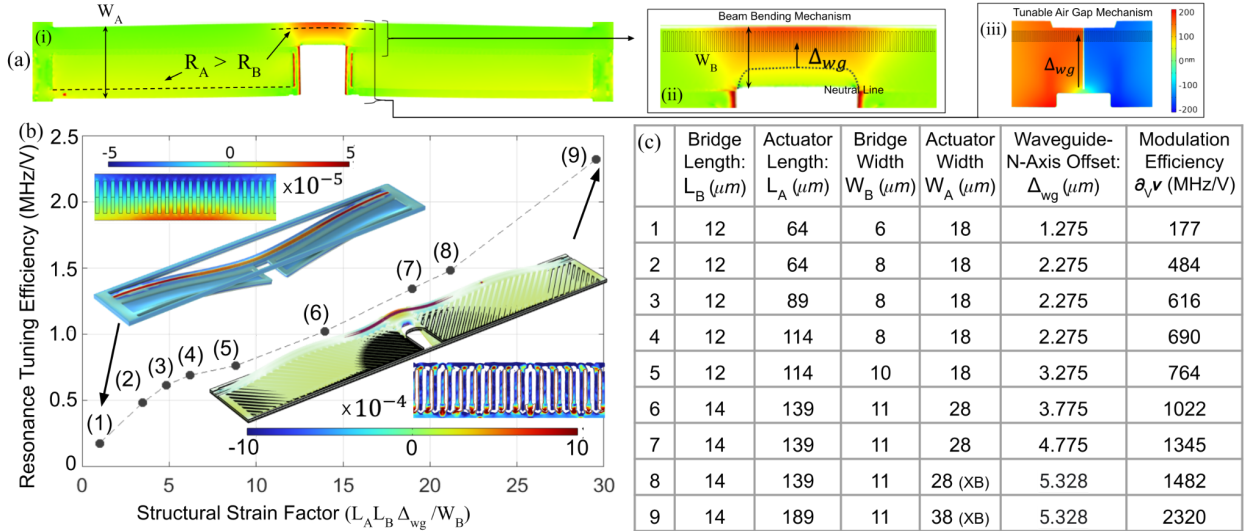 W_A
(i)
(a)
R_A > R_B
Beam Bending Mechanism
W_B
Δ_wg
Neutral Line
(ii)
Tunable Air Gap Mechanism
(iii)
Δ_wg
200
100
0nm
-100
-200
(b)
Resonance Tuning Efficiency (MHz/V)
2.5
2.0
1.5
1.0
0.5
0
-5 0 5
×10⁻⁵
(1)
(2)
(3)
(4)
(5)
(6)
(7)
(8)
(9)
×10⁻⁴
-10 0 10
0 5 10 15 20 25 30
Structural Strain Factor (L_A L_B Δ_wg /W_B)
(c) Bridge Length: L_B (μm) Actuator Length: L_A (μm) Bridge Width W_B (μm) Actuator Width W_A (μm) Waveguide-N-Axis Offset: Δ_wg (μm) Modulation Efficiency ∂_V v (MHz/V)
1 12 64 6 18 1.275 177
2 12 64 8 18 2.275 484
3 12 89 8 18 2.275 616
4 12 114 8 18 2.275 690
5 12 114 10 18 3.275 764
6 14 139 11 28 3.775 1022
7 14 139 11 28 4.775 1345
8 14 139 11 28 (XB) 5.328 1482
9 14 189 11 38 (XB) 5.328 2320